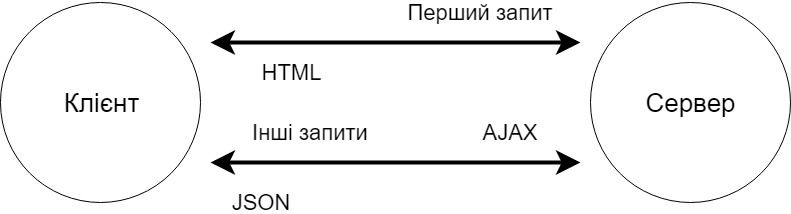 Перший запит
HTML
Клієнт
Сервер
Інші запити
AJAX
JSON